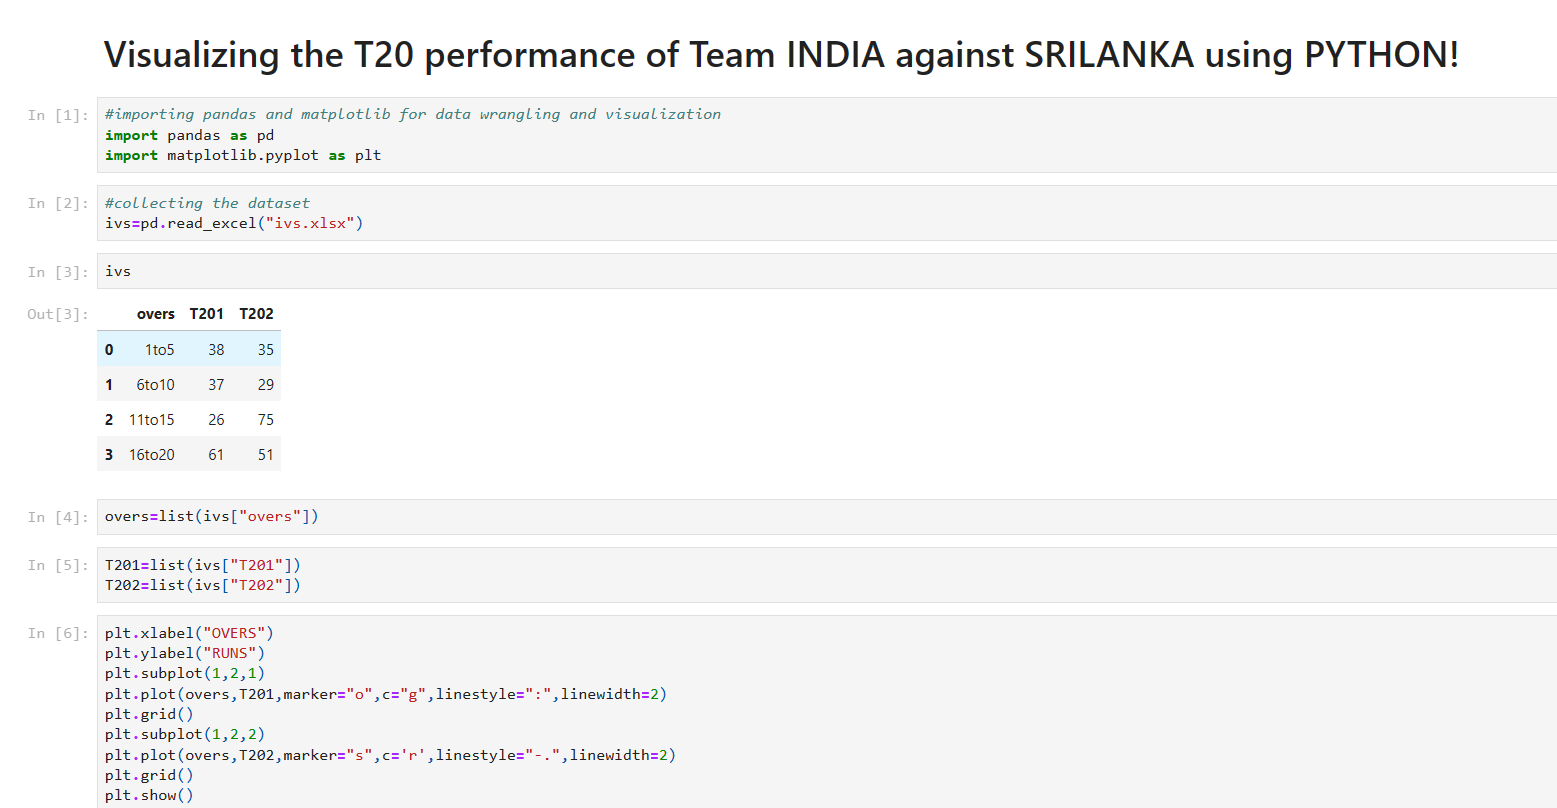 Visualizing the T20 performance of Team INDIA against SRILANKA using PYTHON!
In [1]:
#importing pandas and matplotlib for data wrangling and visualization
import pandas as pd
import matplotlib.pyplot as plt
In [2]:
#collecting the dataset
ivs=pd.read_excel("ivs.xlsx")
In [3]:
ivs
Out[3]:
overs T201 T202
0 1to5 38 35
1 6to10 37 29
2 11to15 26 75
3 16to20 61 51
In [4]:
overs=list(ivs["overs"])
In [5]:
T201=list(ivs["T201"])
T202=list(ivs["T202"])
In [6]:
plt.xlabel("OVERS")
plt.ylabel("RUNS")
plt.subplot(1,2,1)
plt.plot(overs,T201,marker="o",c="g",linestyle=":",linewidth=2)
plt.grid()
plt.subplot(1,2,2)
plt.plot(overs,T202,marker="s",c='r',linestyle="-.",linewidth=2)
plt.grid()
plt.show()